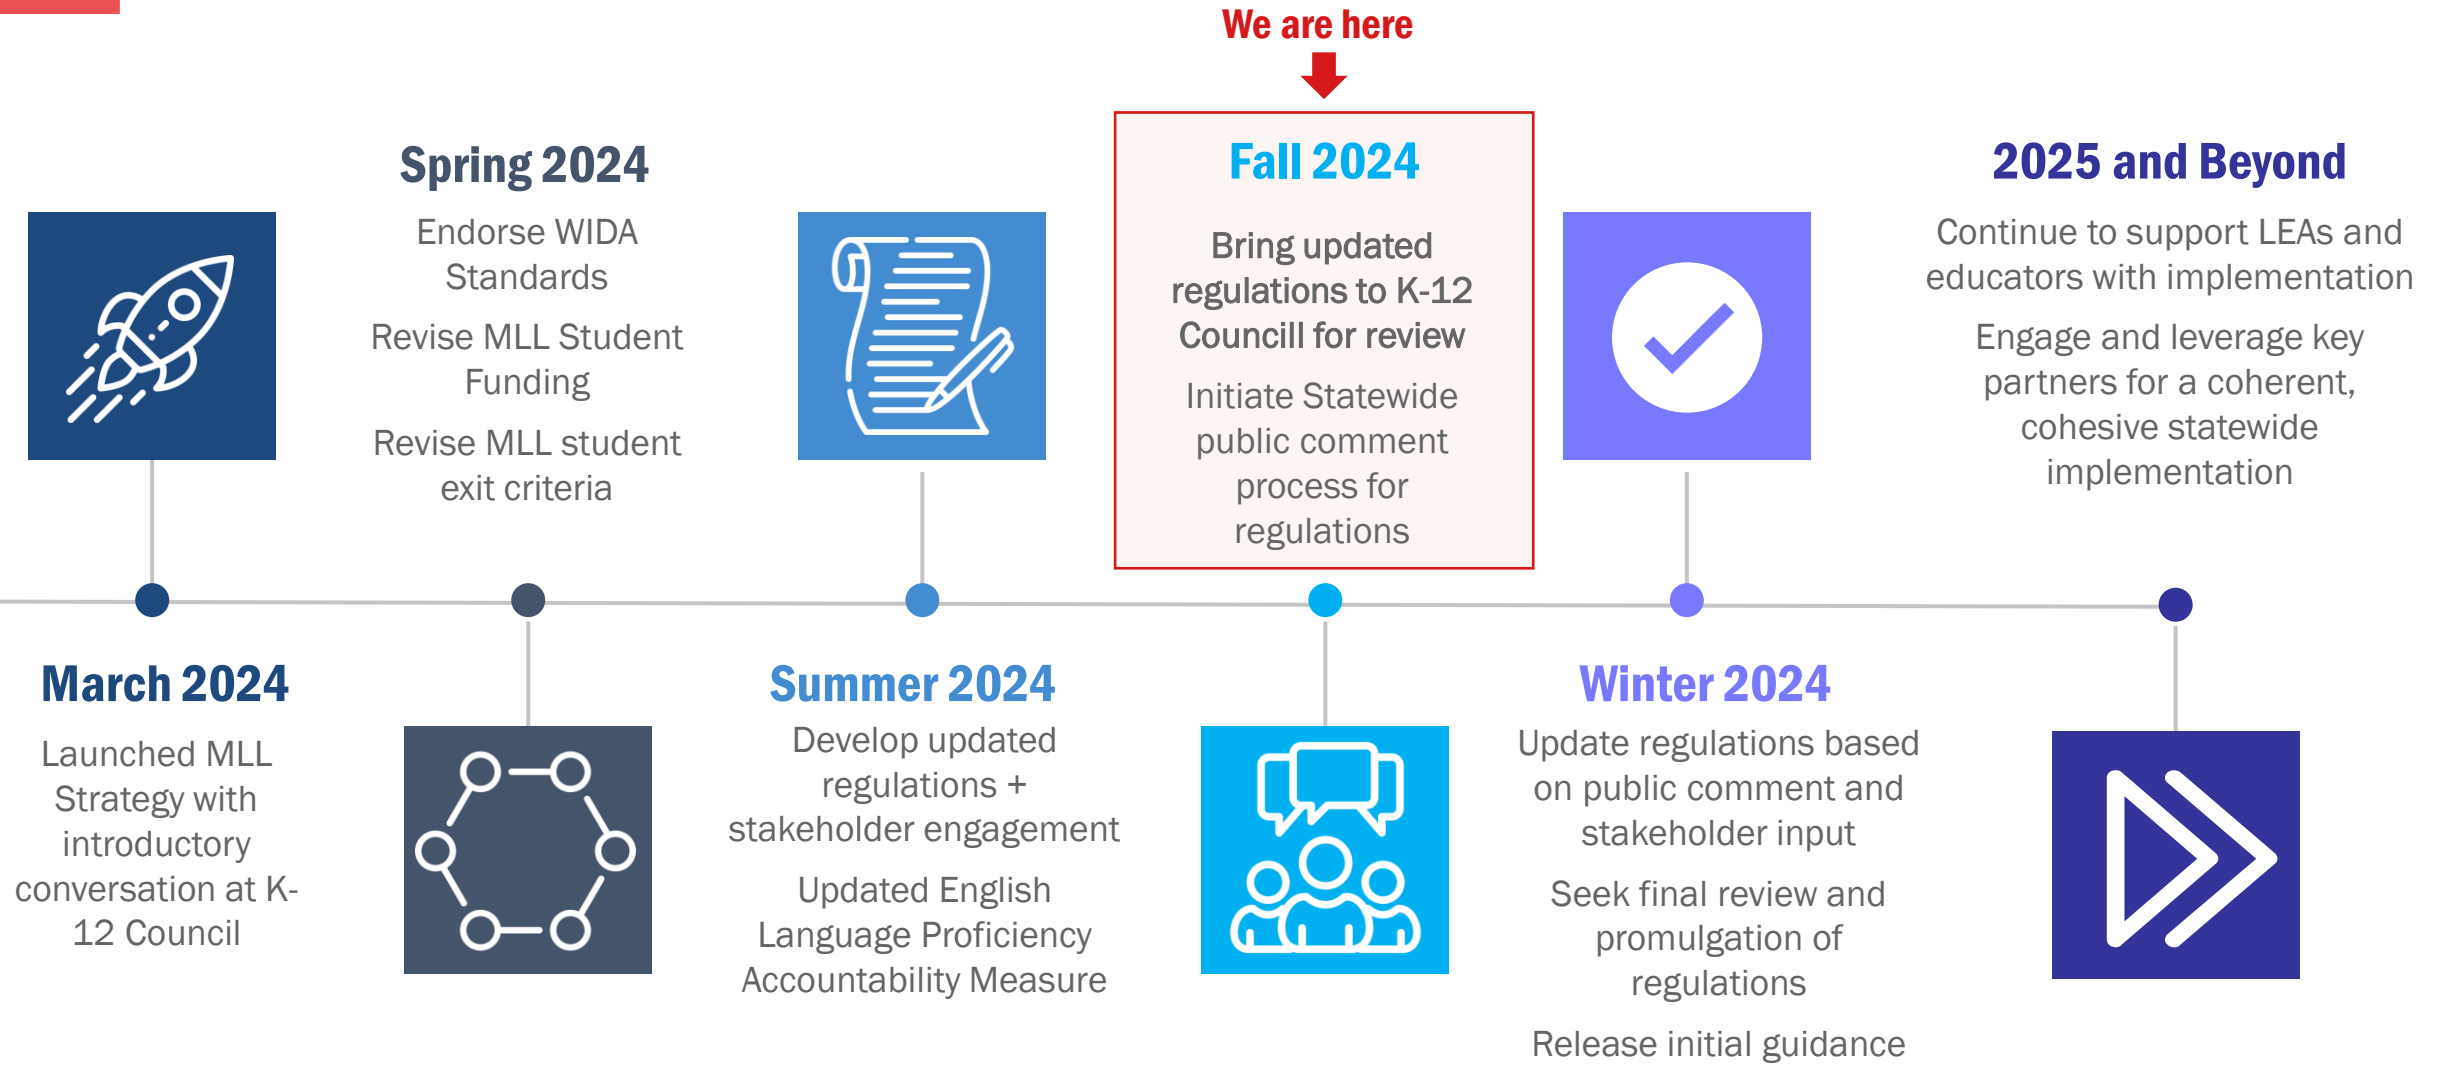 We are here
March 2024
Launched MLL
Strategy with
introductory
conversation at K-
12 Council
Spring 2024
Endorse WIDA
Standards
Revise MLL Student
Funding
Revise MLL student
exit criteria
Summer 2024
Develop updated
regulations +
stakeholder engagement
Updated English
Language Proficiency
Accountability Measure
Fall 2024
Bring updated
regulations to K-12
Councill for review
Initiate Statewide
public comment
process for
regulations
Winter 2024
Update regulations based
on public comment and
stakeholder input
Seek final review and
promulgation of
regulations
Release initial guidance
2025 and Beyond
Continue to support LEAs and
educators with implementation
Engage and leverage key
partners for a coherent,
cohesive statewide
implementation